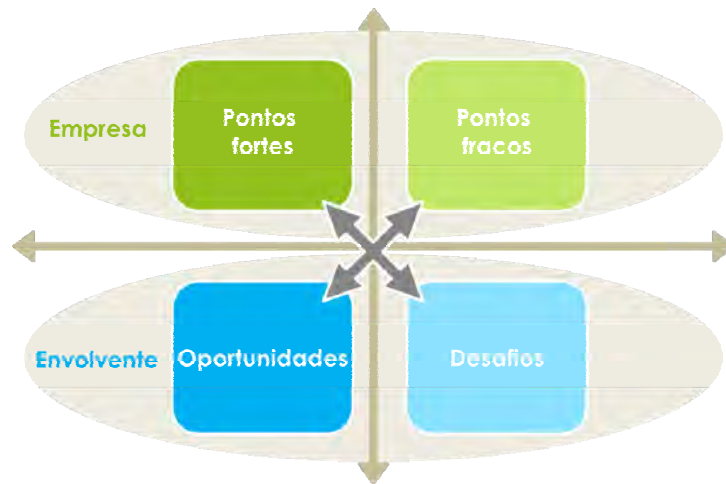 Empresa
Pontos
fortes
Pontos
fracos
Envolvente
Oportunidades
Desafios